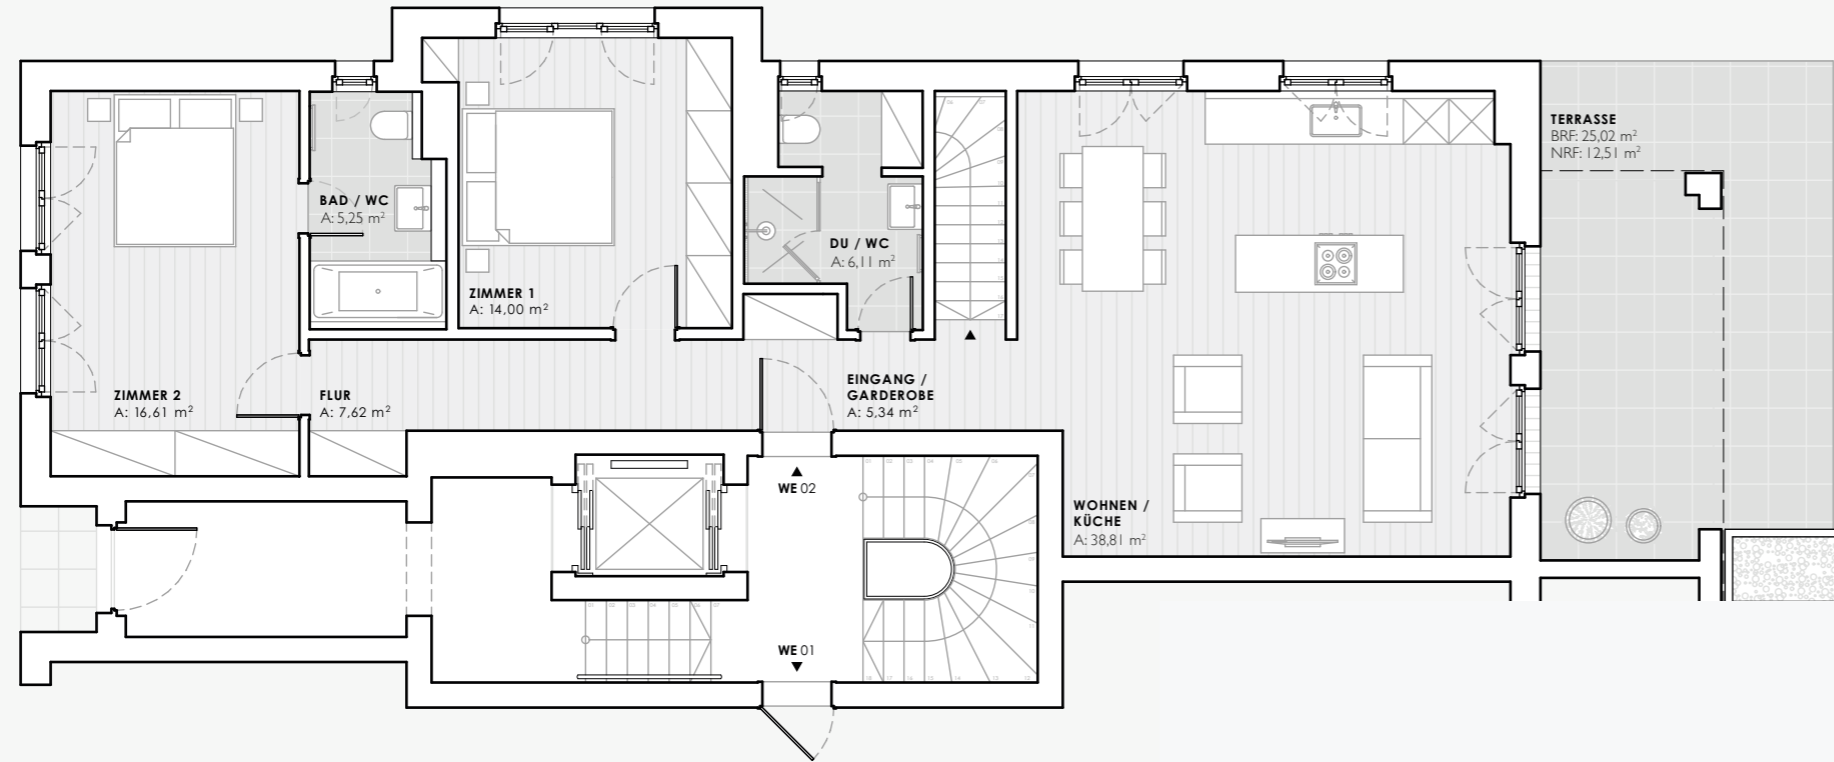 TERRASSE
BRF: 25,02 m²
NRF: 12,51 m²
BAD / WC
A: 5,25 m²
DU / WC
A: 6,11 m²
ZIMMER 1
A: 14,00 m²
ZIMMER 2
A: 16,61 m²
FLUR
A: 7,62 m²
EINGANG /
GARDEROBE
A: 5,34 m²
WE 02
WOHNEN /
KÜCHE
A: 38,81 m²
WE 01